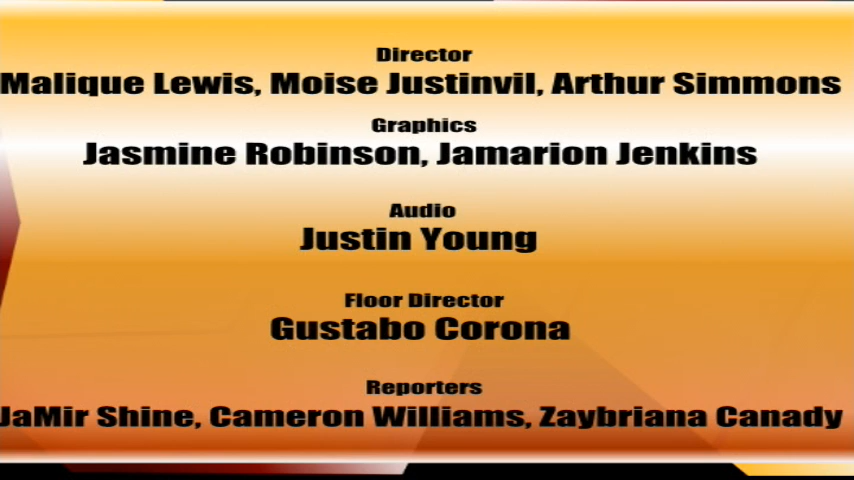 Director
Malique Lewis, Moise Justinvil, Arthur Simmons
Graphics
Jasmine Robinson, Jamarion Jenkins
Audio
Justin Young
Floor Director
Gustabo Corona
Reporters
JaMir Shine, Cameron Williams, Zaybriana Canady